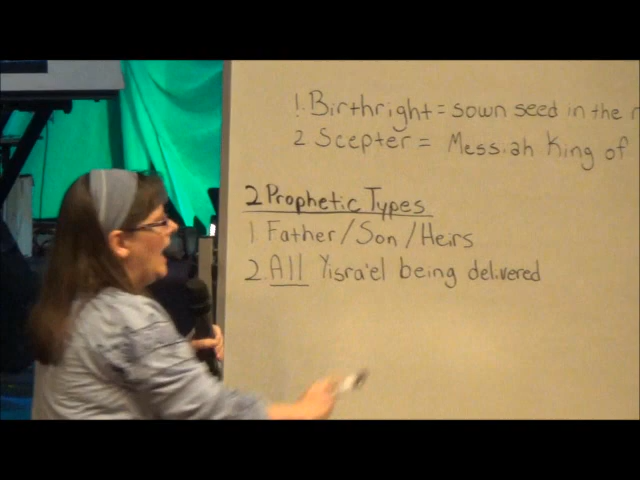 1. Birthright = sown seed in the
2. Scepter = Messiah King of
2 Prophetic Types
1. Father/Son/Heirs
2. All Yisra'el being delivered